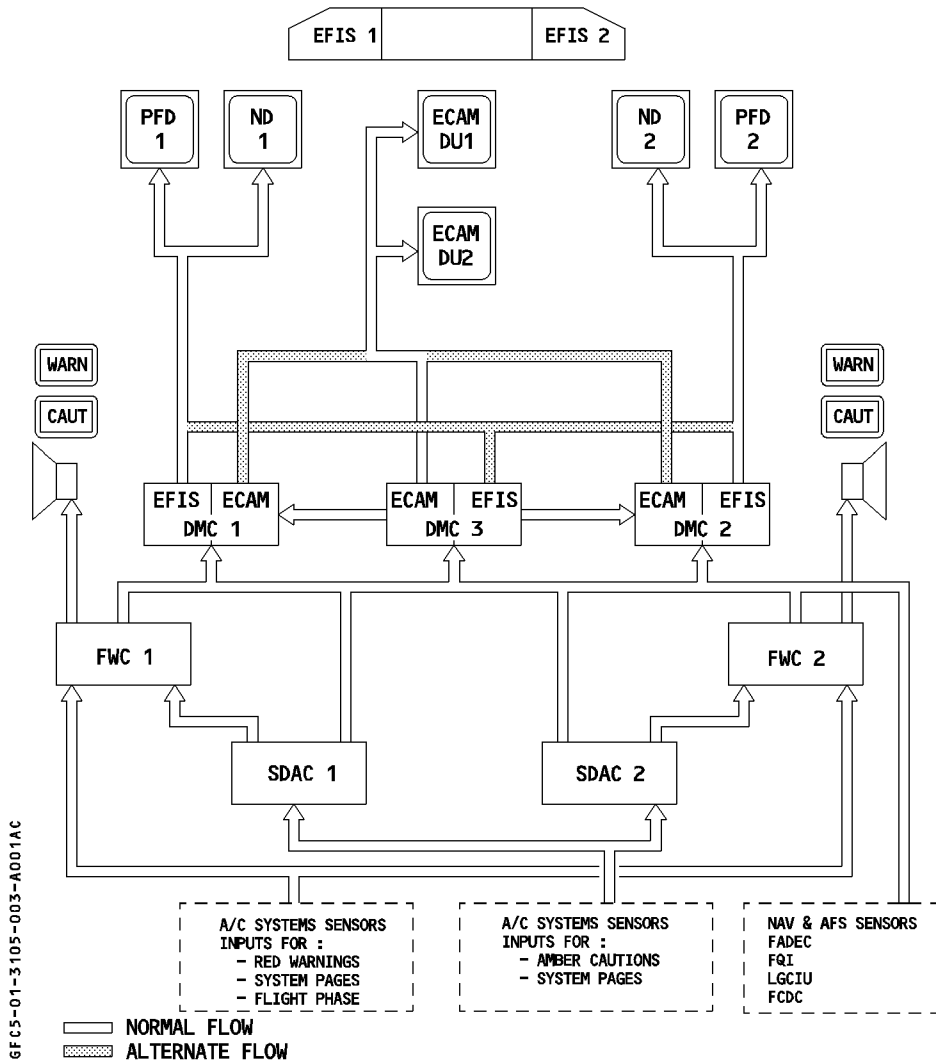 EFIS 1
EFIS 2
PFD
1
ND
1
ECAM
DU1
ND
2
PFD
2
ECAM
DU2
WARN
CAUT
WARN
CAUT
EFIS ECAM
DMC 1
ECAM EFIS
DMC 3
ECAM EFIS
DMC 2
FWC 1
FWC 2
SDAC 1
SDAC 2
A/C SYSTEMS SENSORS
INPUTS FOR :
- RED WARNINGS
- SYSTEM PAGES
- FLIGHT PHASE
A/C SYSTEMS SENSORS
INPUTS FOR :
- AMBER CAUTIONS
- SYSTEM PAGES
NAV & AFS SENSORS
FADEC
FQI
LGCIU
FCDC
NORMAL FLOW
ALTERNATE FLOW
GFC5-01-3105-003-A001AC